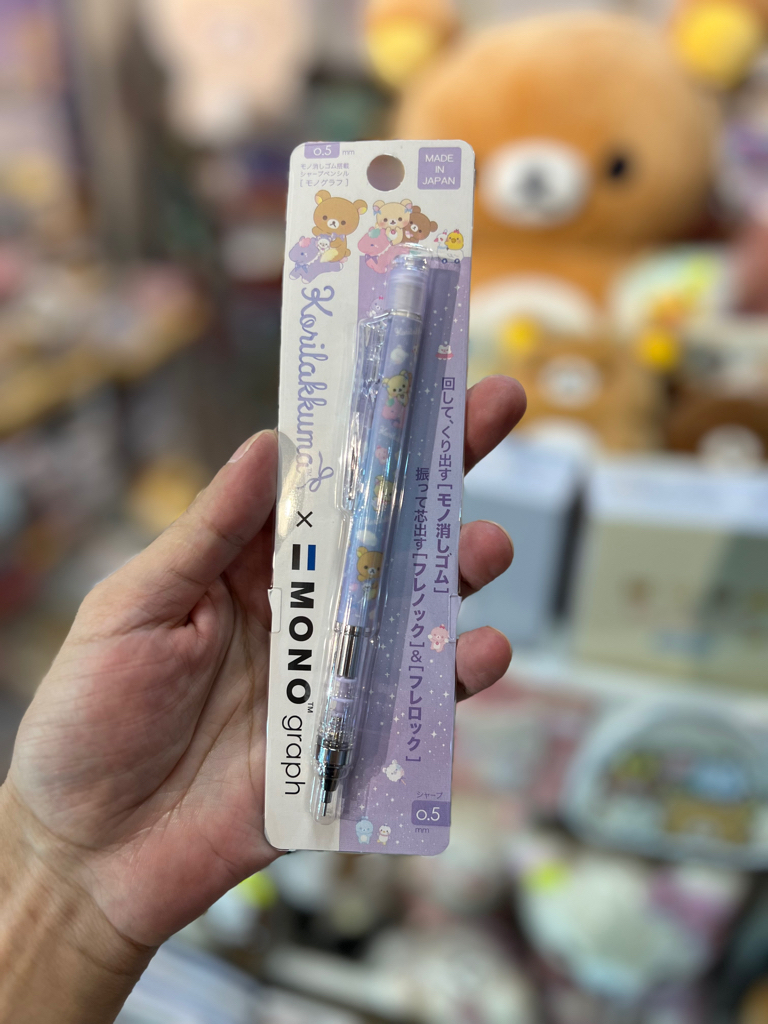 0.5 mm
モノ消しゴム搭載
シャープペンシル
[モノグラフ]
MADE
IN
JAPAN
Korilakkuma
×
MONO™ graph
回して、くり出す[モノ消しゴム]
振って芯出す[フレノック]&[フレロック]
シャープ
0.5
mm